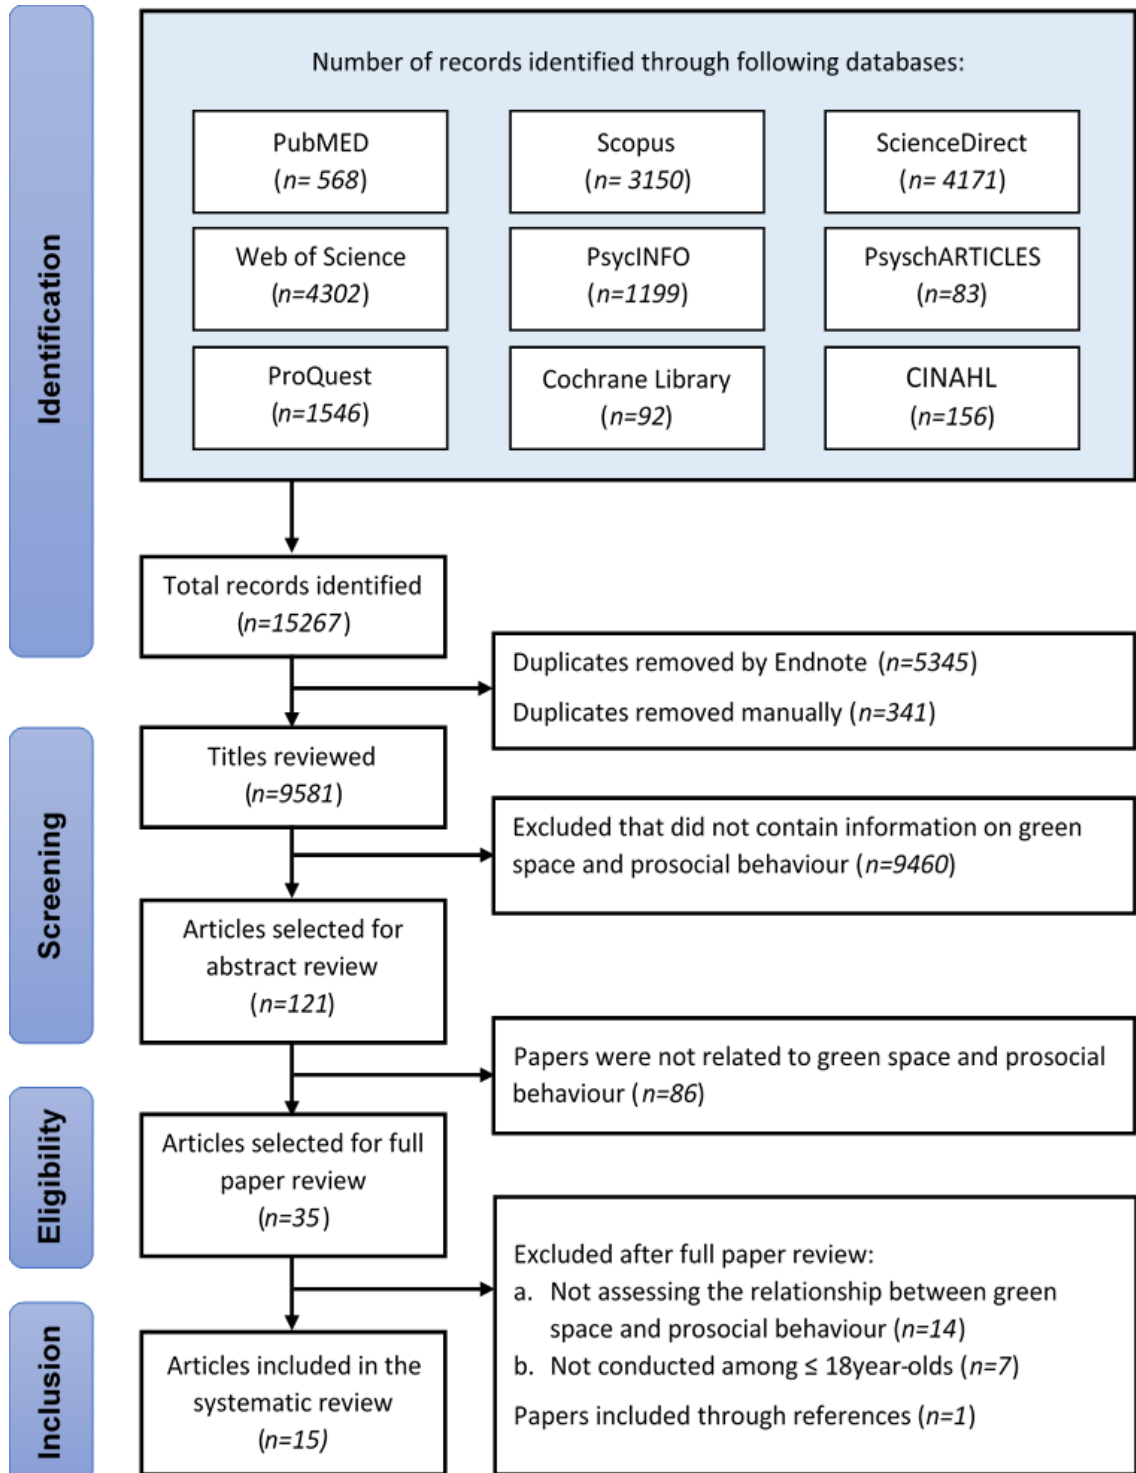 Identification
Number of records identified through following databases:
PubMED
(n= 568)
Scopus
(n= 3150)
ScienceDirect
(n= 4171)
Web of Science
(n=4302)
PsycINFO
(n=1199)
PsyschARTICLES
(n=83)
ProQuest
(n=1546)
Cochrane Library
(n=92)
CINAHL
(n=156)
Total records identified
(n=15267)
Duplicates removed by Endnote (n=5345)
Duplicates removed manually (n=341)
Screening
Titles reviewed
(n=9581)
Excluded that did not contain information on green
space and prosocial behaviour (n=9460)
Articles selected for
abstract review
(n=121)
Papers were not related to green space and prosocial
behaviour (n=86)
Eligibility
Articles selected for full
paper review
(n=35)
Excluded after full paper review:
a. Not assessing the relationship between green
space and prosocial behaviour (n=14)
b. Not conducted among ≤ 18year-olds (n=7)
Papers included through references (n=1)
Inclusion
Articles included in the
systematic review
(n=15)